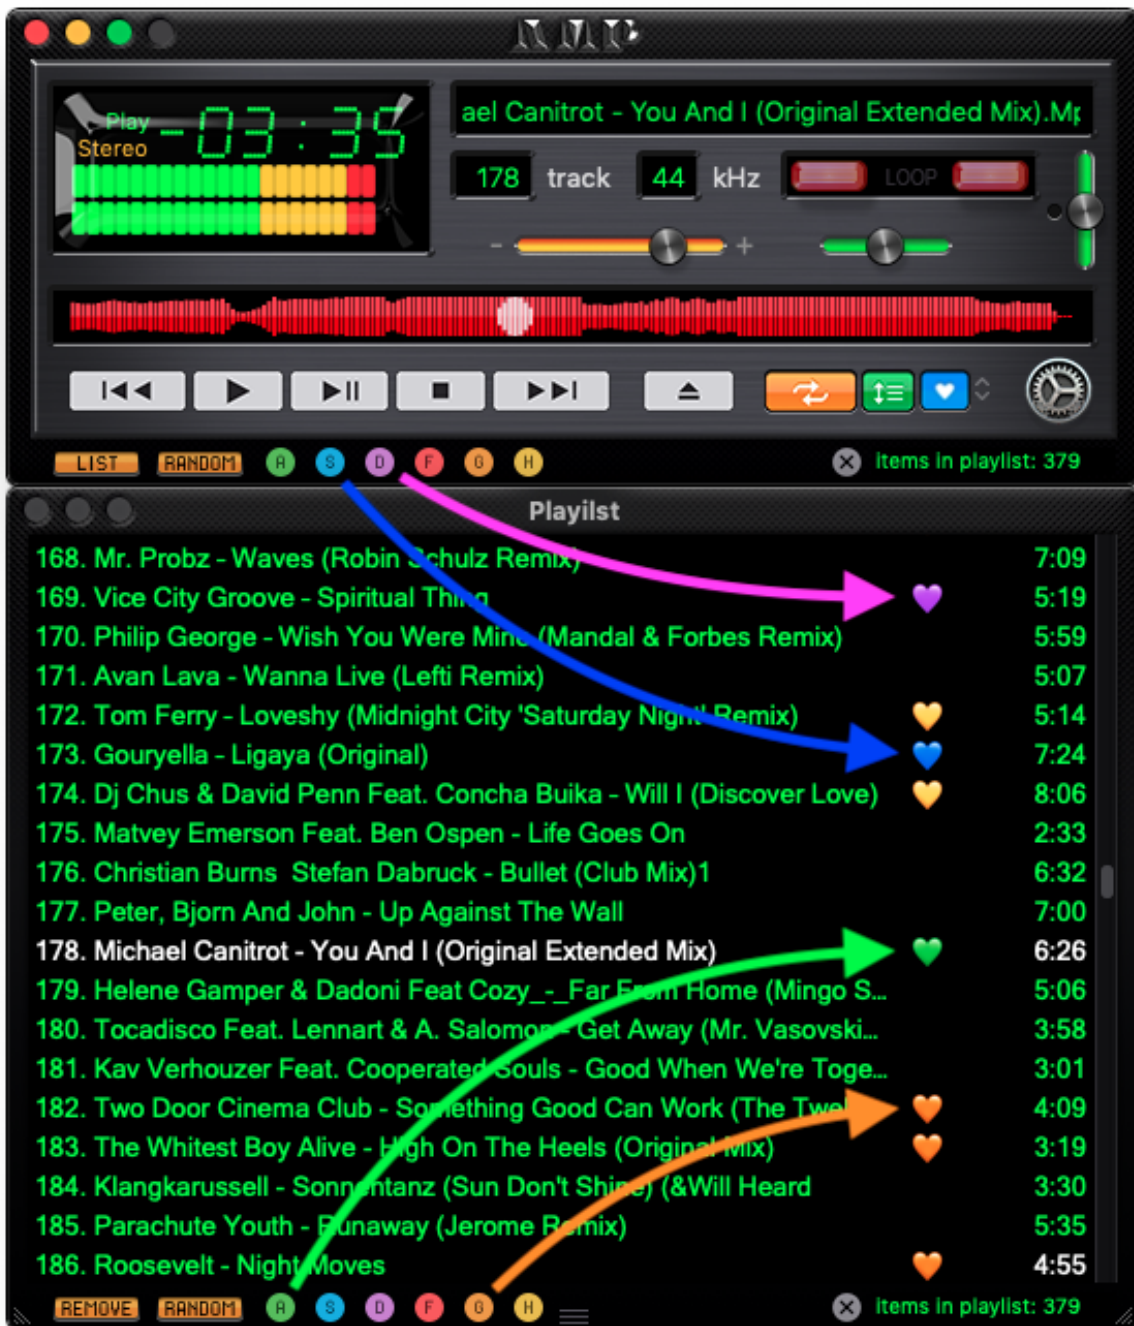 RMP
Play
Stereo
-03:35
ael Canitrot - You And I (Original Extended Mix).Mp
178 track 44 kHz LOOP
- +
LIST RANDOM A S D F G H items in playlist: 379
Playilst
168. Mr. Probz - Waves (Robin Schulz Remix) 7:09
169. Vice City Groove - Spiritual Thing 5:19
170. Philip George - Wish You Were Mine (Mandal & Forbes Remix) 5:59
171. Avan Lava - Wanna Live (Lefti Remix) 5:07
172. Tom Ferry - Loveshy (Midnight City 'Saturday Night' Remix) 5:14
173. Gouryella - Ligaya (Original) 7:24
174. Dj Chus & David Penn Feat. Concha Buika - Will I (Discover Love) 8:06
175. Matvey Emerson Feat. Ben Ospen - Life Goes On 2:33
176. Christian Burns  Stefan Dabruck - Bullet (Club Mix)1 6:32
177. Peter, Bjorn And John - Up Against The Wall 7:00
178. Michael Canitrot - You And I (Original Extended Mix) 6:26
179. Helene Gamper & Dadoni Feat Cozy_-_Far From Home (Mingo S... 5:06
180. Tocadisco Feat. Lennart & A. Salomon - Get Away (Mr. Vasovski... 3:58
181. Kav Verhouzer Feat. Cooperated Souls - Good When We're Toge... 3:01
182. Two Door Cinema Club - Something Good Can Work (The Twel 4:09
183. The Whitest Boy Alive - High On The Heels (Original Mix) 3:19
184. Klangkarussell - Sonnentanz (Sun Don't Shine) (&Will Heard 3:30
185. Parachute Youth - Runaway (Jerome Remix) 5:35
186. Roosevelt - Night Moves 4:55
REMOVE RANDOM A S D F G H items in playlist: 379